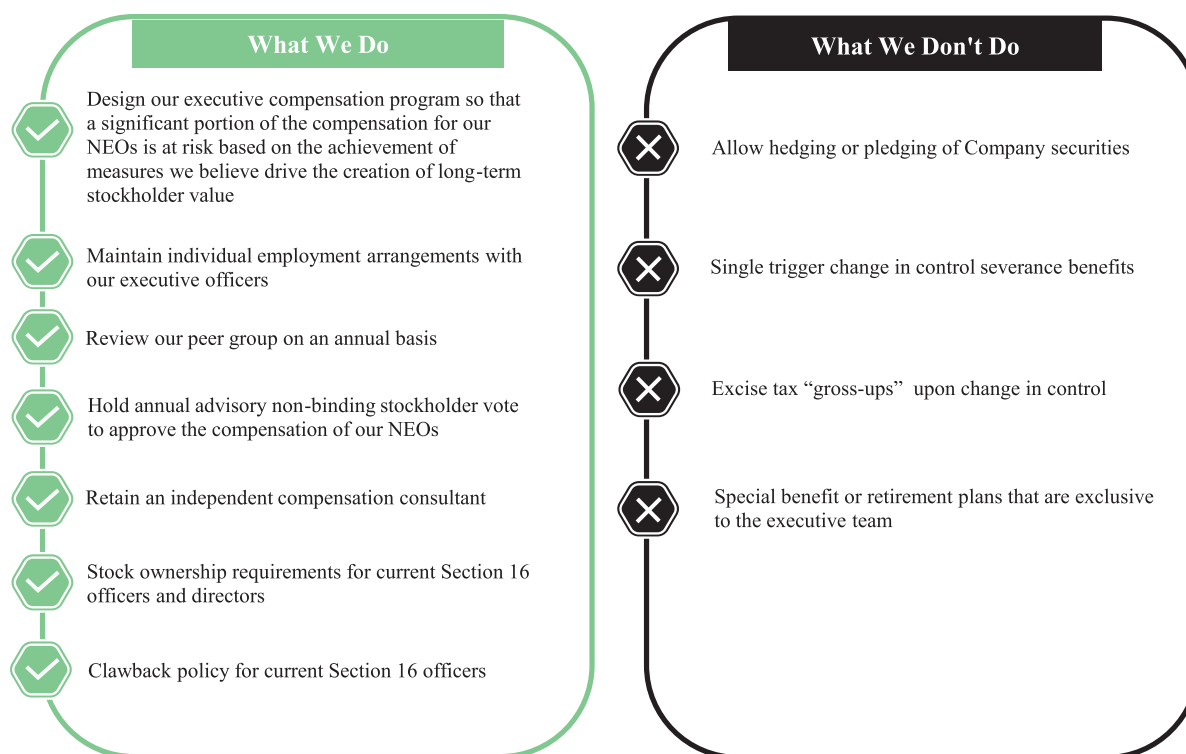 What We Do
Design our executive compensation program so that
a significant portion of the compensation for our
NEOs is at risk based on the achievement of
measures we believe drive the creation of long-term
stockholder value
Maintain individual employment arrangements with
our executive officers
Review our peer group on an annual basis
Hold annual advisory non-binding stockholder vote
to approve the compensation of our NEOs
Retain an independent compensation consultant
Stock ownership requirements for current Section 16
officers and directors
Clawback policy for current Section 16 officers
What We Don't Do
Allow hedging or pledging of Company securities
Single trigger change in control severance benefits
Excise tax “gross-ups” upon change in control
Special benefit or retirement plans that are exclusive
to the executive team